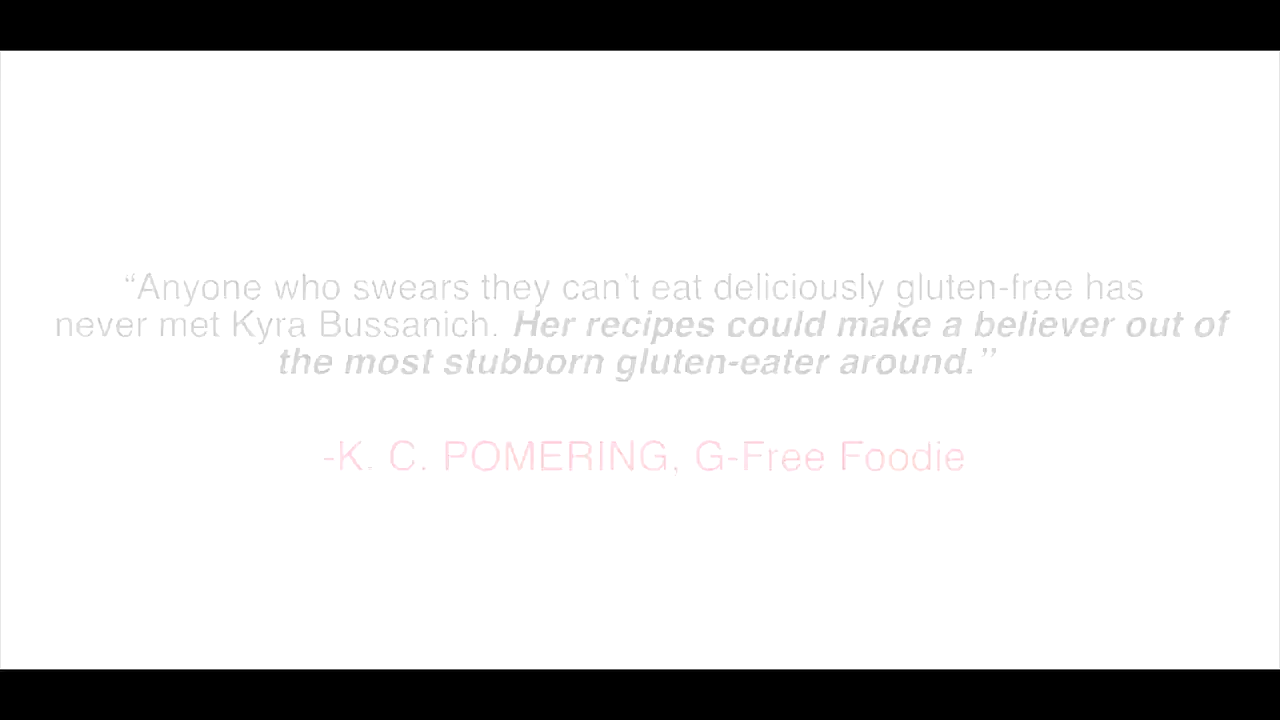 “Anyone who swears they can’t eat deliciously gluten-free has
never met Kyra Bussanich. Her recipes could make a believer out of
the most stubborn gluten-eater around.”
-K. C. POMERING, G-Free Foodie